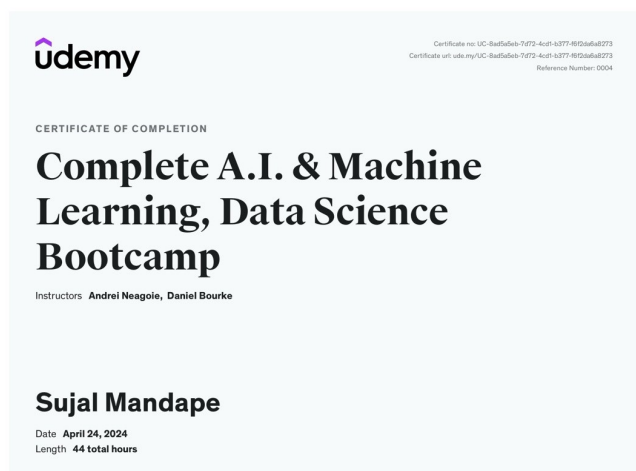 ûdemy
Certificate no: UC-8ad5a5eb-7d72-4cd1-b377-f6f2da6a8273
Certificate url: ude.my/UC-8ad5a5eb-7d72-4cd1-b377-f6f2da6a8273
Reference Number: 0004
CERTIFICATE OF COMPLETION
Complete A.I. & Machine
Learning, Data Science
Bootcamp
Instructors Andrei Neagoie, Daniel Bourke
Sujal Mandape
Date April 24, 2024
Length 44 total hours